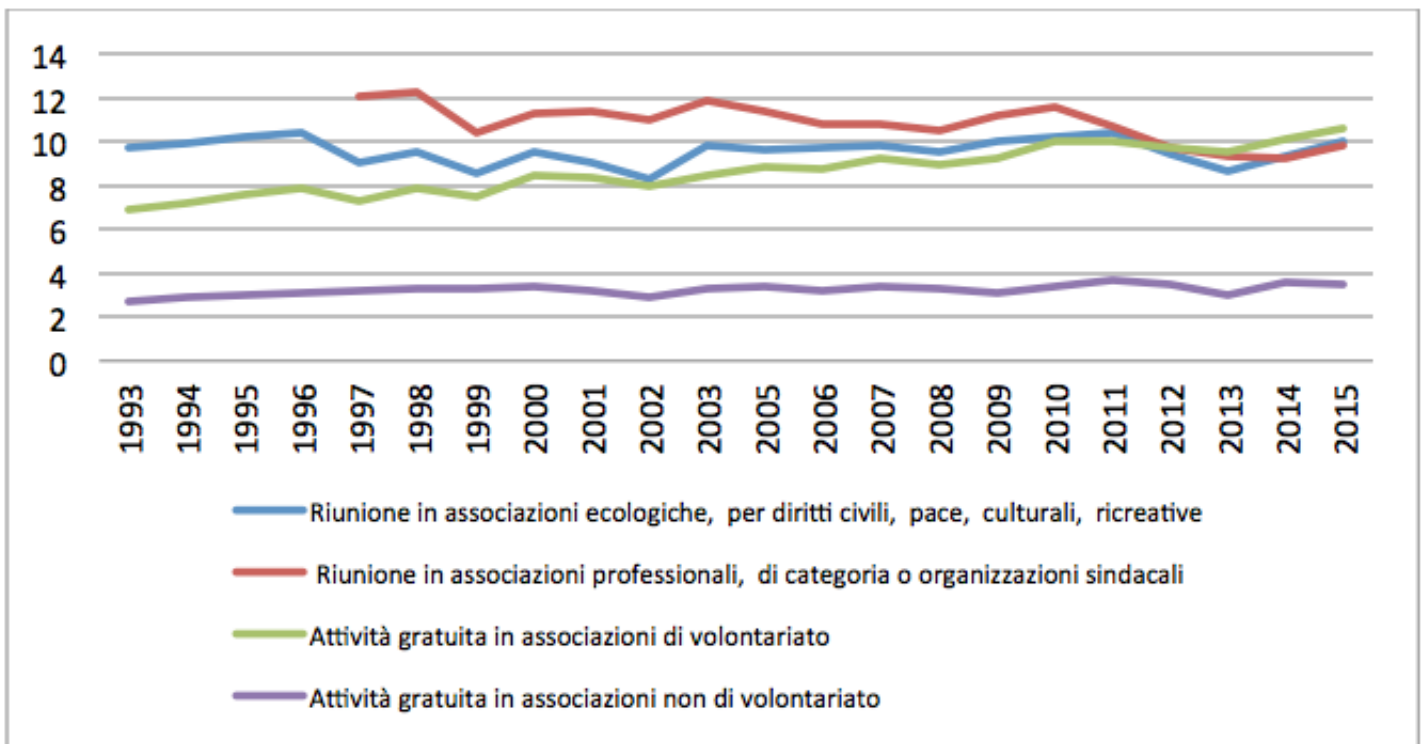 14
12
10
8
6
4
2
0
1993 1994 1995 1996 1997 1998 1999 2000 2001 2002 2003 2005 2006 2007 2008 2009 2010 2011 2012 2013 2014 2015
Riunione in associazioni ecologiche, per diritti civili, pace, culturali, ricreative
Riunione in associazioni professionali, di categoria o organizzazioni sindacali
Attività gratuita in associazioni di volontariato
Attività gratuita in associazioni non di volontariato